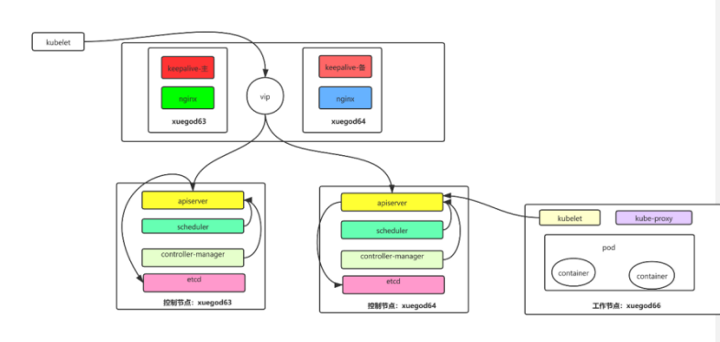 kubelet
keepalive-主
keepalive-备
nginx
vip
nginx
xuegod63
xuegod64
apiserver
scheduler
controller-manager
etcd
控制节点：xuegod63
apiserver
scheduler
controller-manager
etcd
控制节点：xuegod64
kubelet
kube-proxy
pod
container
container
工作节点：xuegod66